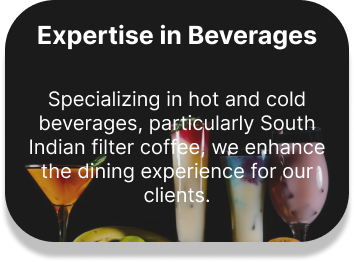 Expertise in Beverages
Specializing in hot and cold
beverages, particularly South
Indian filter coffee, we enhance
the dining experience for our
clients.